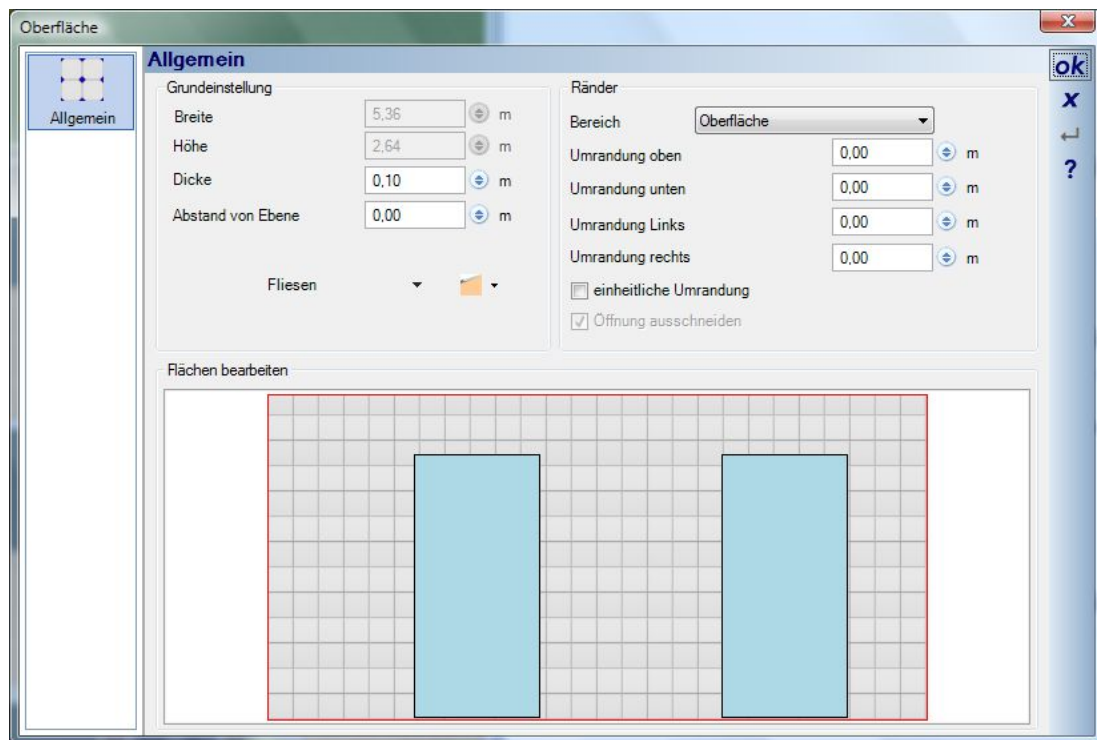 Oberfläche
x
Allgemein
Allgemein
Grundeinstellung
Breite 5,36 m
Höhe 2,64 m
Dicke 0,10 m
Abstand von Ebene 0,00 m
Fliesen
Ränder
Bereich Oberfläche
Umrandung oben 0,00 m
Umrandung unten 0,00 m
Umrandung Links 0,00 m
Umrandung rechts 0,00 m
einheitliche Umrandung
Öffnung ausschneiden
Flächen bearbeiten
ok
x
?